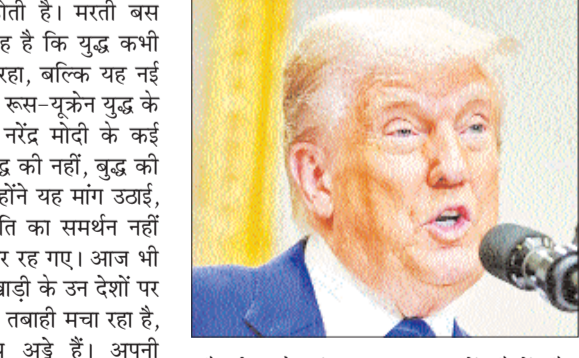 होती है। मरती बस
ह है कि युद्ध कभी
रहा, बल्कि यह नई
रूस-यूक्रेन युद्ध के
नरेंद्र मोदी के कई
द्ध की नहीं, बुद्ध की
होंने यह मांग उठाई,
ति का समर्थन नहीं
र रह गए। आज भी
बाड़ी के उन देशों पर
तबाही मचा रहा है,
अड्डे हैं। अपनी